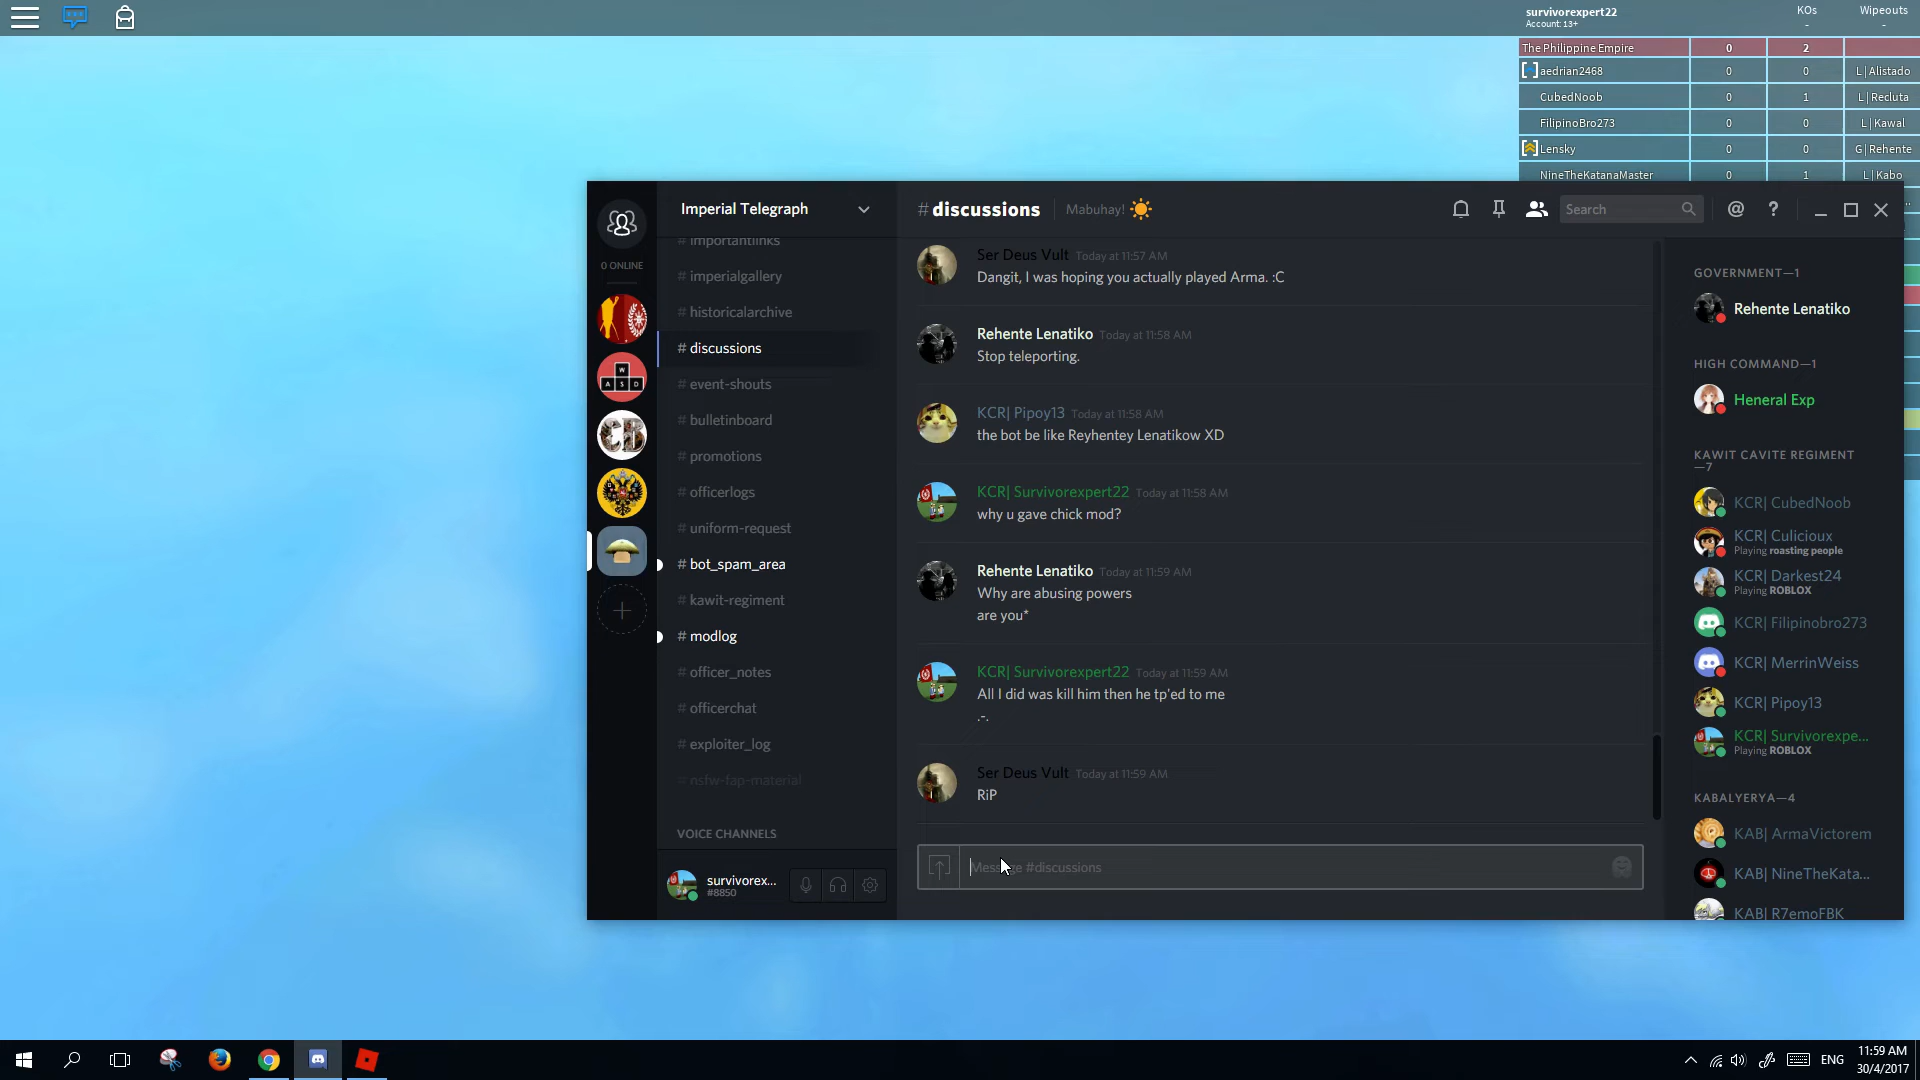 survivorexpert22
Account: 13+
KOs
-
Wipeouts
-
The Philippine Empire 0 2
aedrian2468 0 0 L | Alistado
CubedNoob 0 1 L | Recluta
FilipinoBro273 0 0 L | Kawal
Lensky 0 0 G | Rehente
NineTheKatanaMaster 0 1 L | Kabo
0 ONLINE
W
A S D
Imperial Telegraph
# importantlinks
# imperialgallery
# historicalarchive
# discussions
# event-shouts
# bulletinboard
# promotions
# officerlogs
# uniform-request
# bot_spam_area
# kawit-regiment
# modlog
# officer_notes
# officerchat
# exploiter_log
# nsfw-fap-material
VOICE CHANNELS
survivorex...
#8850
# discussions
Mabuhay!
Search
@ ?
Ser Deus Vult Today at 11:57 AM
Dangit, I was hoping you actually played Arma. :C
Rehente Lenatiko Today at 11:58 AM
Stop teleporting.
KCR| Pipoy13 Today at 11:58 AM
the bot be like Reyhentey Lenatikow XD
KCR| Survivorexpert22 Today at 11:58 AM
why u gave chick mod?
Rehente Lenatiko Today at 11:59 AM
Why are abusing powers
are you*
KCR| Survivorexpert22 Today at 11:59 AM
All I did was kill him then he tp'ed to me
.-.
Ser Deus Vult Today at 11:59 AM
RiP
Message #discussions
GOVERNMENT—1
Rehente Lenatiko
HIGH COMMAND—1
Heneral Exp
KAWIT CAVITE REGIMENT
—7
KCR| CubedNoob
KCR| Culicioux
Playing roasting people
KCR| Darkest24
Playing ROBLOX
KCR| Filipinobro273
KCR| MerrinWeiss
KCR| Pipoy13
KCR| Survivorexpe...
Playing ROBLOX
KABALYERYA—4
KAB| ArmaVictorem
KAB| NineTheKata...
KAB| R7emoFBK
ENG
11:59 AM
30/4/2017